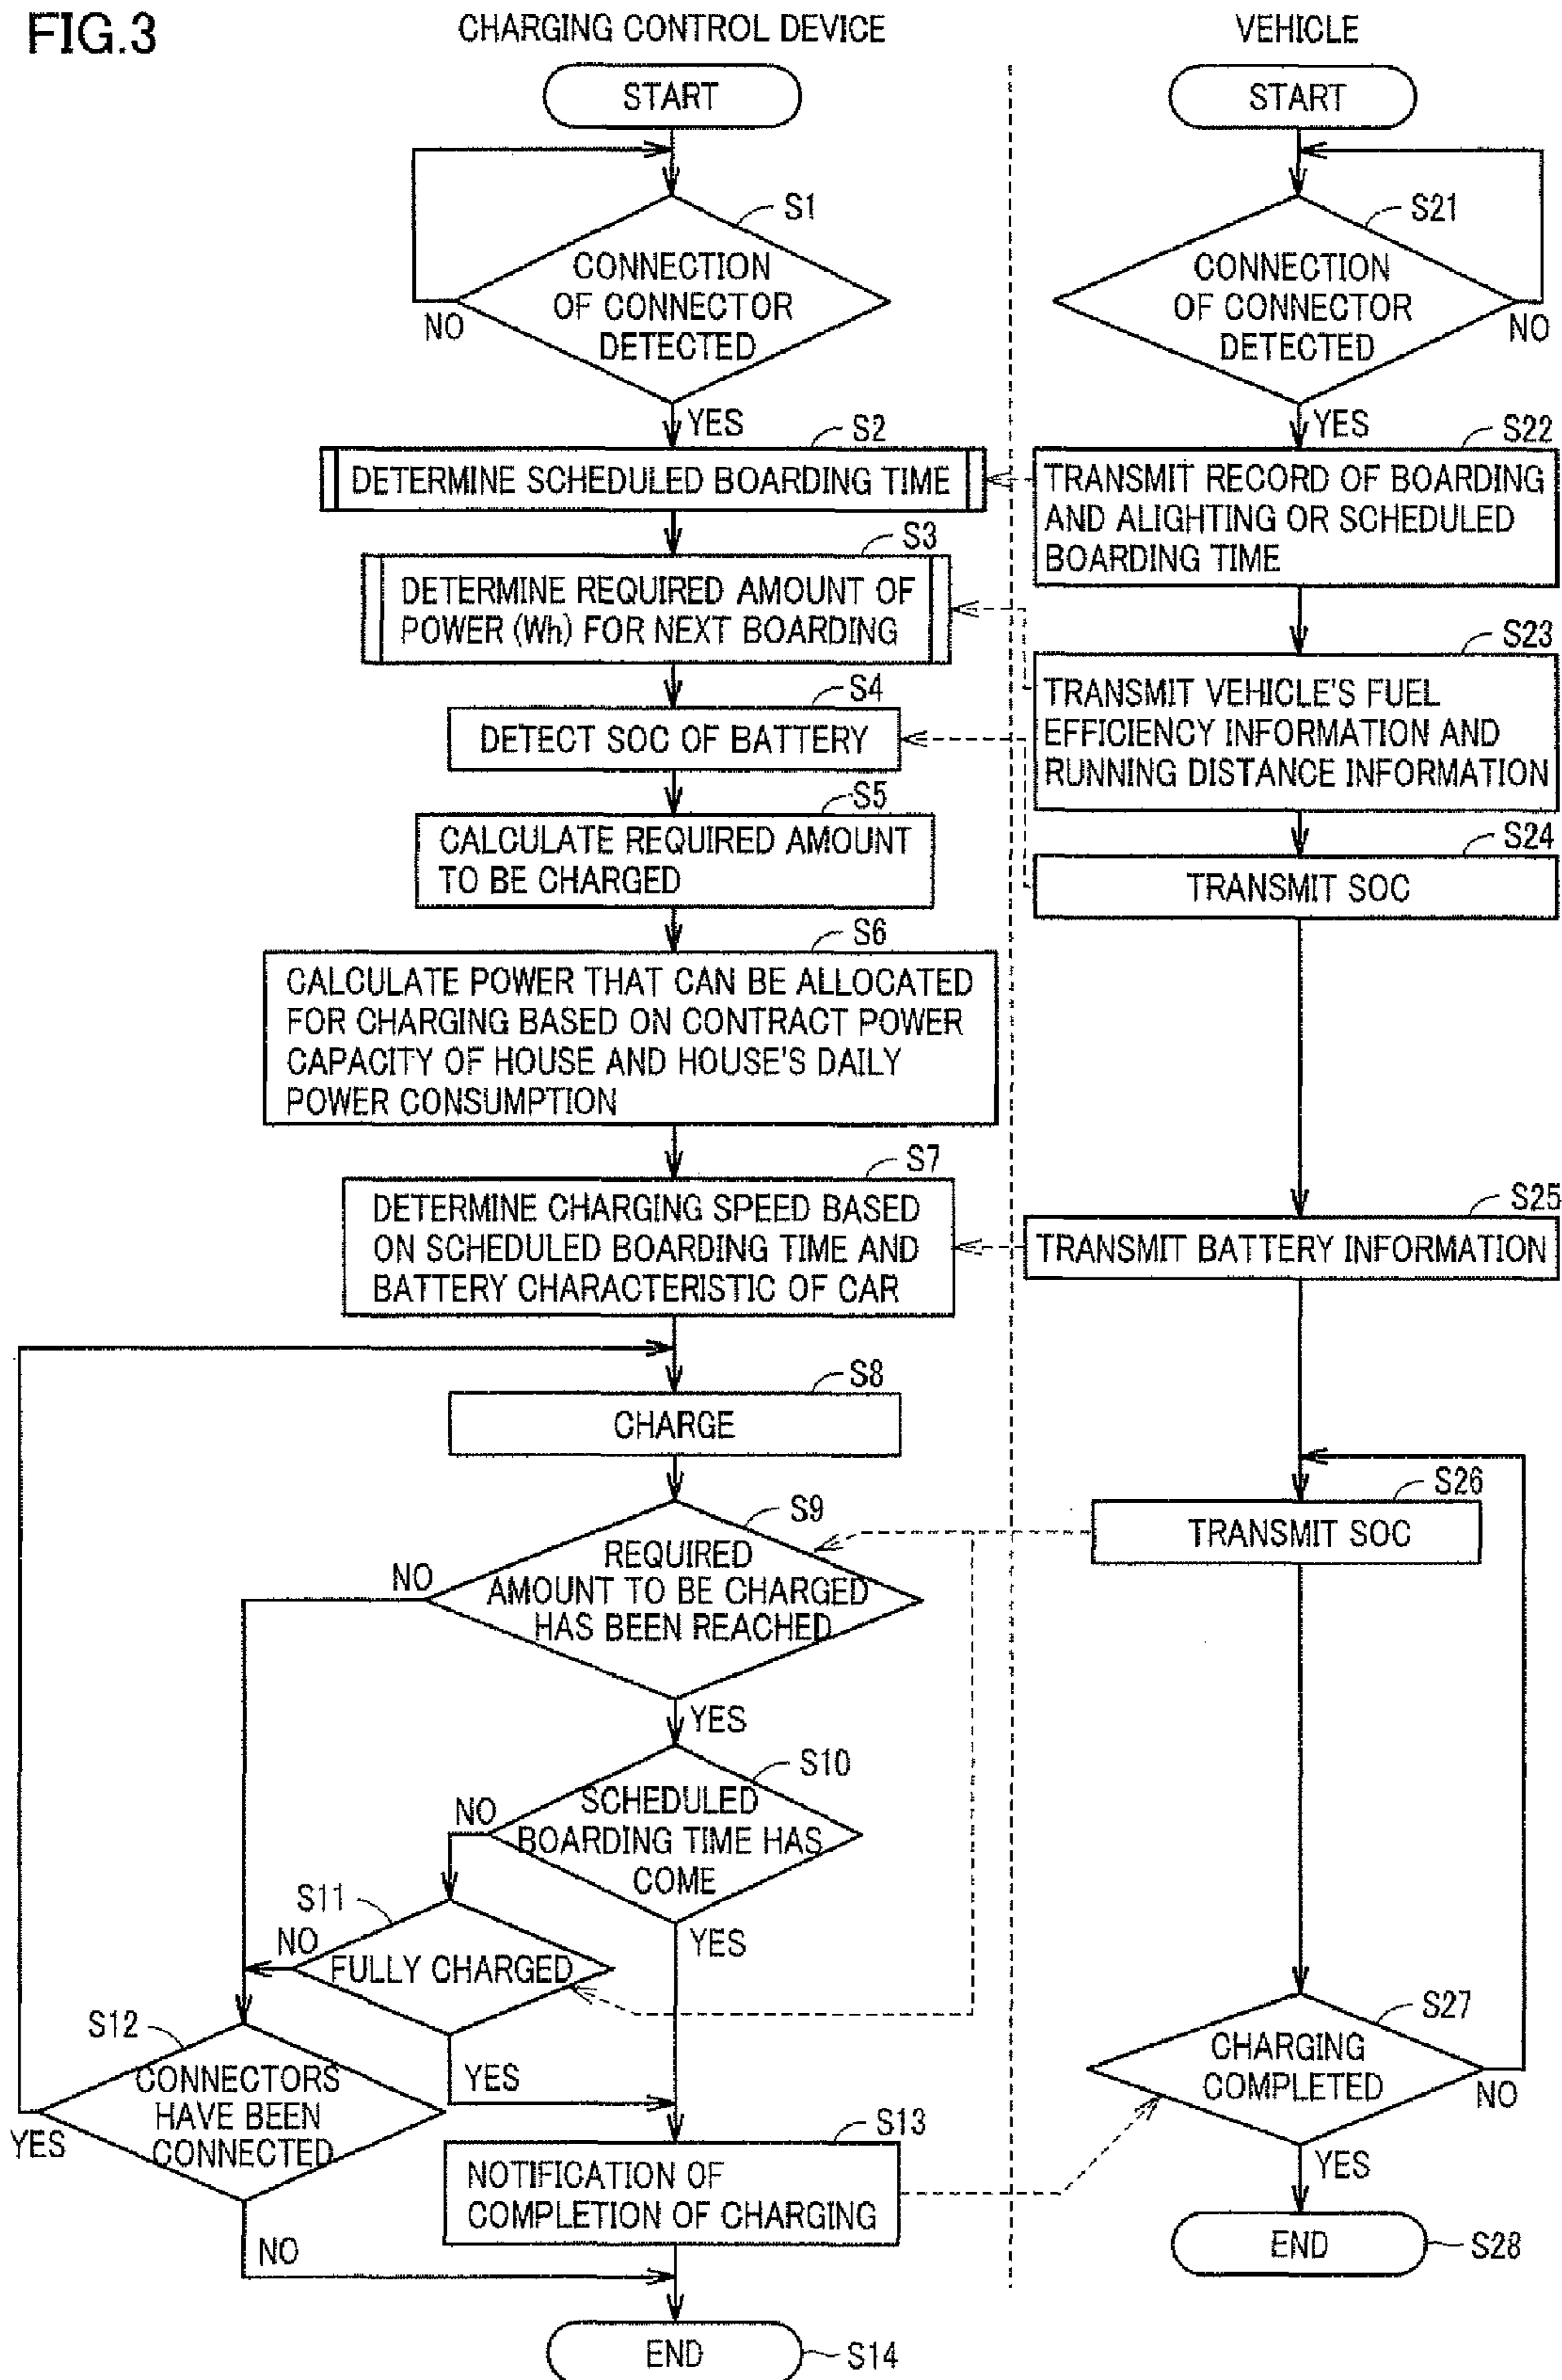 FIG.3
CHARGING CONTROL DEVICE
VEHICLE
START
START
S1
CONNECTION
OF CONNECTOR
DETECTED
NO
YES
S21
CONNECTION
OF CONNECTOR
DETECTED
NO
YES
S2
DETERMINE SCHEDULED BOARDING TIME
S22
TRANSMIT RECORD OF BOARDING
AND ALIGHTING OR SCHEDULED
BOARDING TIME
S3
DETERMINE REQUIRED AMOUNT OF
POWER (Wh) FOR NEXT BOARDING
S23
TRANSMIT VEHICLE'S FUEL
EFFICIENCY INFORMATION AND
RUNNING DISTANCE INFORMATION
S4
DETECT SOC OF BATTERY
S5
CALCULATE REQUIRED AMOUNT
TO BE CHARGED
S24
TRANSMIT SOC
S6
CALCULATE POWER THAT CAN BE ALLOCATED
FOR CHARGING BASED ON CONTRACT POWER
CAPACITY OF HOUSE AND HOUSE'S DAILY
POWER CONSUMPTION
S7
DETERMINE CHARGING SPEED BASED
ON SCHEDULED BOARDING TIME AND
BATTERY CHARACTERISTIC OF CAR
S25
TRANSMIT BATTERY INFORMATION
S8
CHARGE
S9
REQUIRED
AMOUNT TO BE CHARGED
HAS BEEN REACHED
NO
YES
S26
TRANSMIT SOC
S10
SCHEDULED
BOARDING TIME HAS
COME
NO
YES
S11
FULLY CHARGED
NO
YES
S12
CONNECTORS
HAVE BEEN
CONNECTED
YES
NO
S27
CHARGING
COMPLETED
NO
YES
S13
NOTIFICATION OF
COMPLETION OF CHARGING
END
S28
END
S14